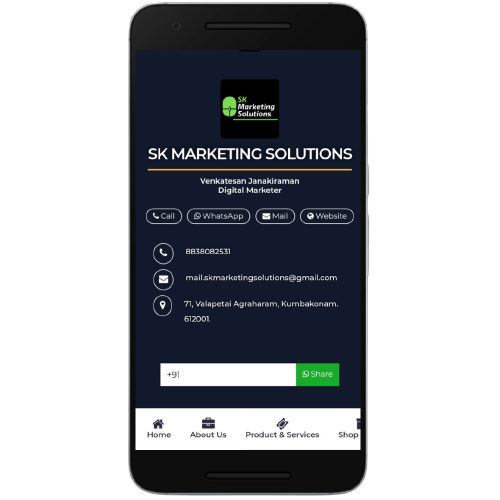 SK
Marketing
Solutions
SK MARKETING SOLUTIONS
Venkatesan Janakiraman
Digital Marketer
Call WhatsApp Mail Website
8838082531
mail.skmarketingsolutions@gmail.com
71, Valapetai Agraharam, Kumbakonam.
612001.
+91 Share
Home About Us Product & Services Shop